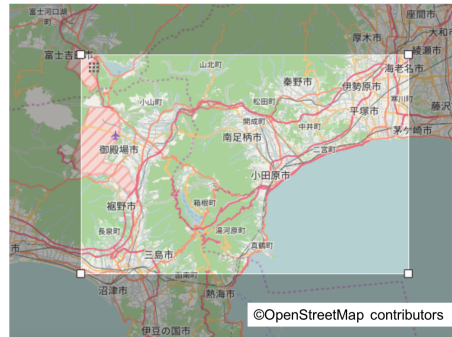 富士河口湖
町
座間市
厚木市
大和市
富士吉田市
綾瀬市
海老名市
山北町
秦野市
伊勢原市
小山町
松田町
寒川町
藤沢
開成町
中井町
平塚市
茅ケ崎市
御殿場市
南足柄市
二宮町
小田原市
裾野市
箱根町
長泉町
湯河原町
真鶴町
三島市
市
函南町
沼津市
熱海市
伊豆の国市
©OpenStreetMap contributors